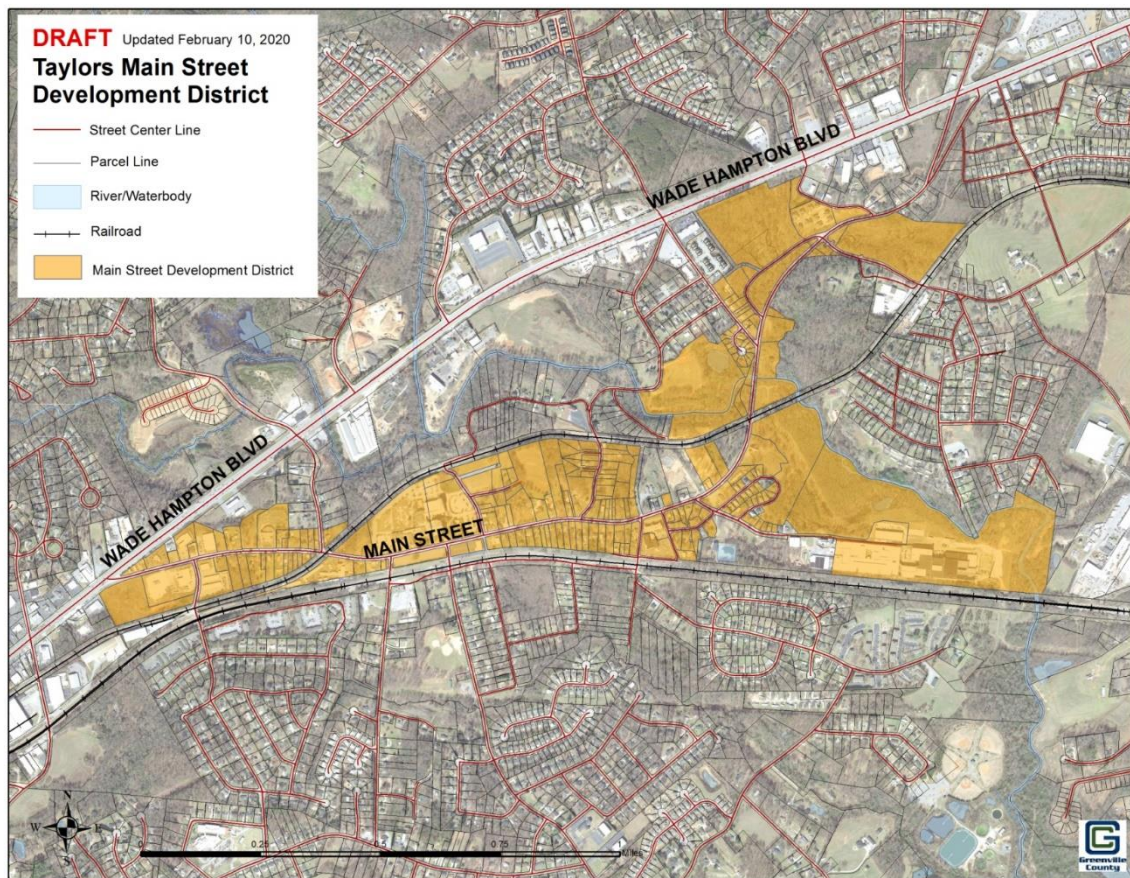 DRAFT Updated February 10, 2020
Taylors Main Street
Development District
Street Center Line
Parcel Line
River/Waterbody
Railroad
Main Street Development District
WADE HAMPTON BLVD
WADE HAMPTON BLVD
MAIN STREET
N
W E
S
0 0.25 0.5 0.75 1
Miles
G
Greenville
County